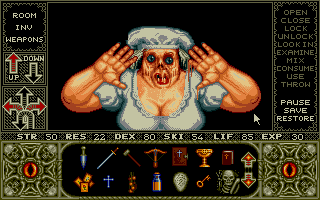 ROOM
INV
WEAPONS
UP
DOWN
OPEN
CLOSE
LOCK
UNLOCK
LOOK IN
EXAMINE
MIX
CONSUME
USE
THROW
PAUSE
SAVE
RESTORE
STR 50 RES 22 DEX 80 SKI 54 LIF 85 EXP 30